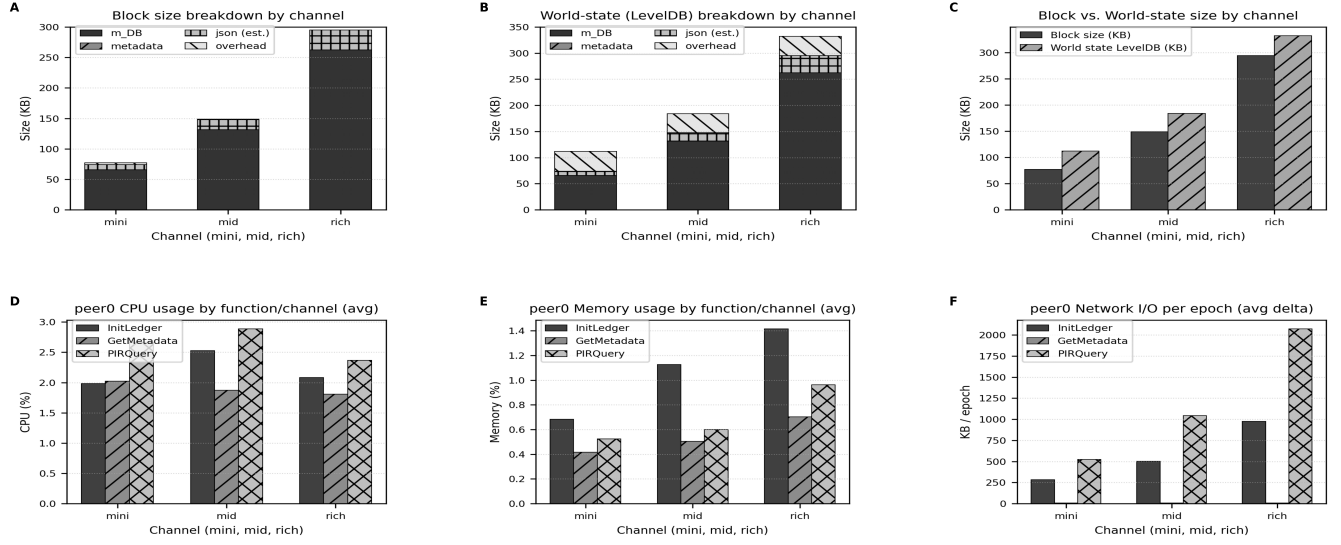 A
Block size breakdown by channel
m_DB
metadata
json (est.)
overhead
Size (KB)
300
250
200
150
100
50
0
mini
mid
rich
Channel (mini, mid, rich)
B
World-state (LevelDB) breakdown by channel
m_DB
metadata
json (est.)
overhead
Size (KB)
350
300
250
200
150
100
50
0
mini
mid
rich
Channel (mini, mid, rich)
C
Block vs. World-state size by channel
Block size (KB)
World state LevelDB (KB)
Size (KB)
350
300
250
200
150
100
50
0
mini
mid
rich
Channel (mini, mid, rich)
D
peer0 CPU usage by function/channel (avg)
InitLedger
GetMetadata
PIRQuery
CPU (%)
3.0
2.5
2.0
1.5
1.0
0.5
0.0
mini
mid
rich
Channel (mini, mid, rich)
E
peer0 Memory usage by function/channel (avg)
InitLedger
GetMetadata
PIRQuery
Memory (%)
1.4
1.2
1.0
0.8
0.6
0.4
0.2
0.0
mini
mid
rich
Channel (mini, mid, rich)
F
peer0 Network I/O per epoch (avg delta)
InitLedger
GetMetadata
PIRQuery
KB / epoch
2000
1750
1500
1250
1000
750
500
250
0
mini
mid
rich
Channel (mini, mid, rich)